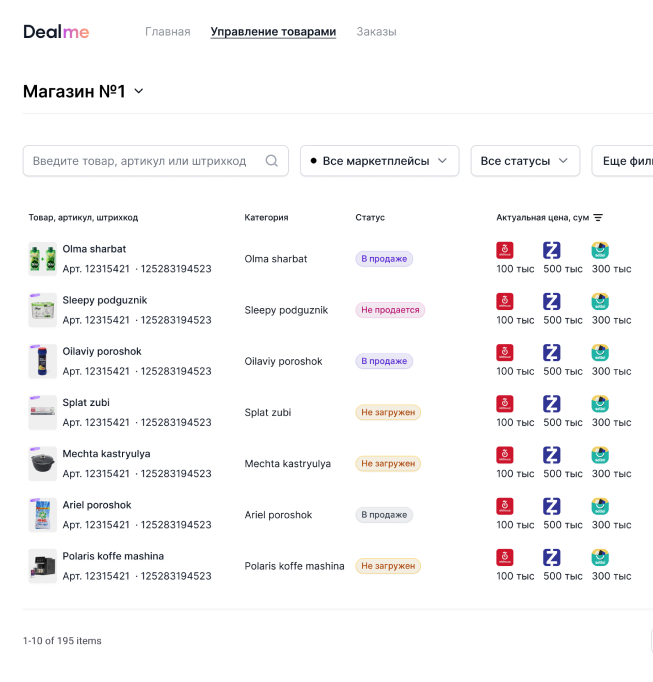 Dealme Главная Управление товарами Заказы
Магазин №1
Введите товар, артикул или штрихкод Все маркетплейсы Все статусы Еще
Товар, артикул, штрихкод Категория Статус Актуальная цена, сум
Olma sharbat
Арт. 12315421 · 125283194523 Olma sharbat В продаже 100 тыс 500 тыс 300 тыс
Sleepy podguznik
Арт. 12315421 · 125283194523 Sleepy podguznik Не продается 100 тыс 500 тыс 300 тыс
Oilaviy poroshok
Арт. 12315421 · 125283194523 Oilaviy poroshok В продаже 100 тыс 500 тыс 300 тыс
Splat zubi
Арт. 12315421 · 125283194523 Splat zubi Не загружен 100 тыс 500 тыс 300 тыс
Mechta kastryulya
Арт. 12315421 · 125283194523 Mechta kastryulya Не загружен 100 тыс 500 тыс 300 тыс
Ariel poroshok
Арт. 12315421 · 125283194523 Ariel poroshok В продаже 100 тыс 500 тыс 300 тыс
Polaris koffe mashina
Арт. 12315421 · 125283194523 Polaris koffe mashina Не загружен 100 тыс 500 тыс 300 тыс
1-10 of 195 items